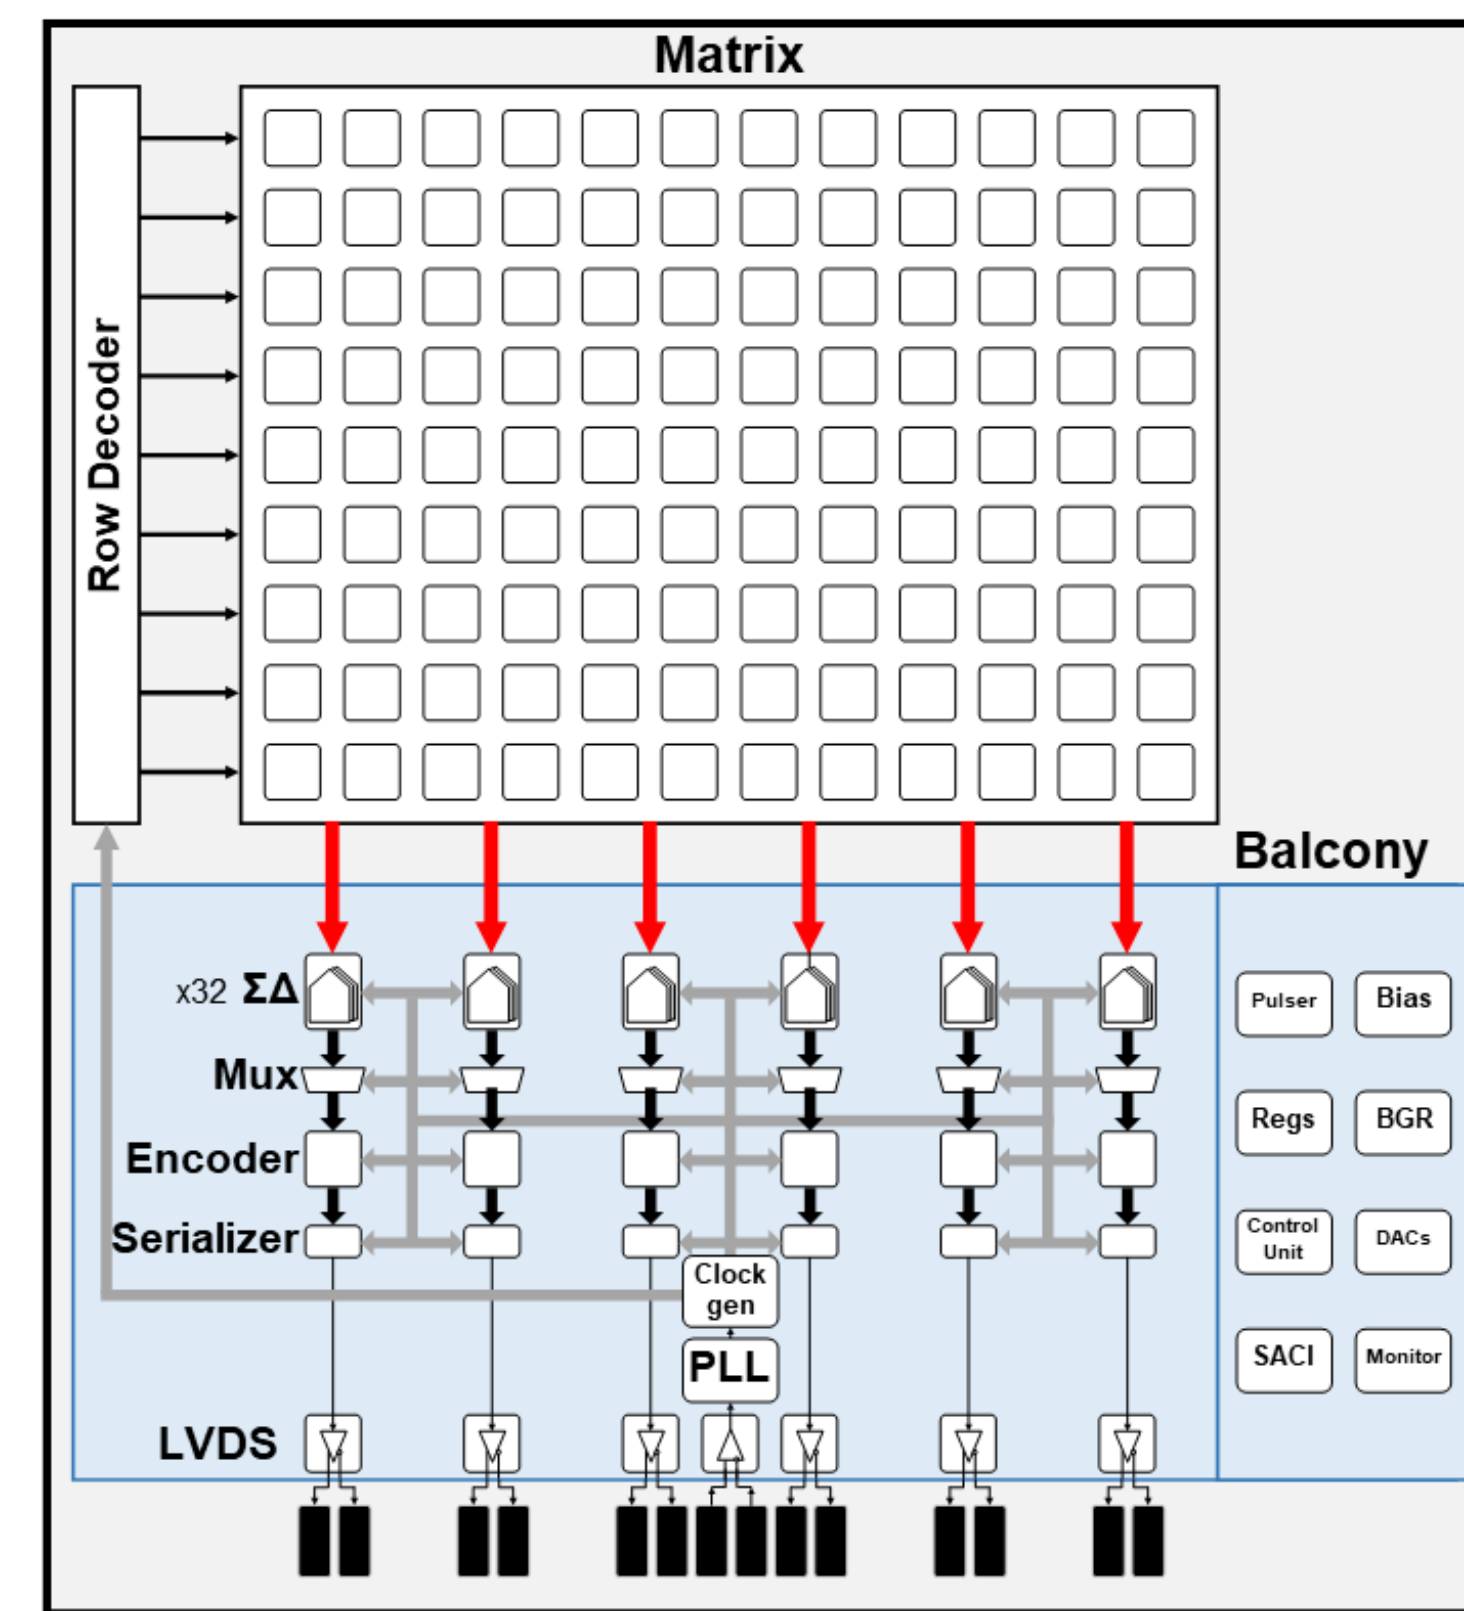 Matrix
Row Decoder
Balcony
x32 ΣΔ
Mux
Encoder
Serializer
Clock
gen
PLL
LVDS
Pulser
Bias
Regs
BGR
Control
Unit
DACs
SACI
Monitor